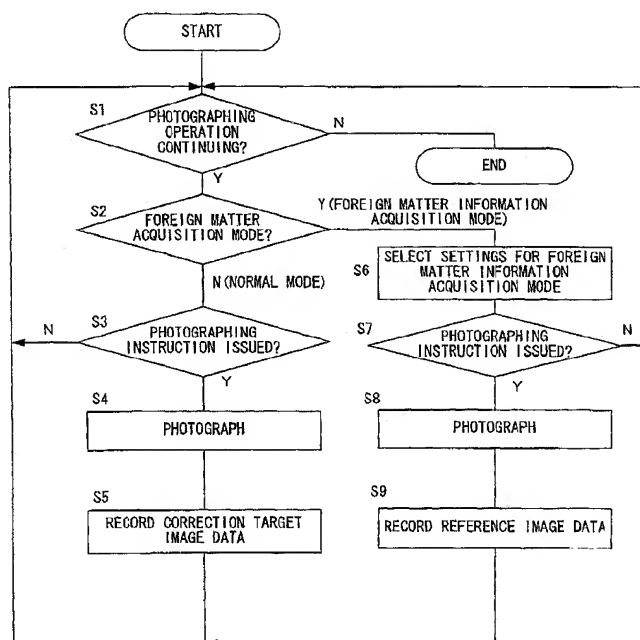 START
S1
PHOTOGRAPHING
OPERATION
CONTINUING?
N
END
Y
S2
FOREIGN MATTER
ACQUISITION MODE?
Y(FOREIGN MATTER INFORMATION
ACQUISITION MODE)
N(NORMAL MODE)
S6
SELECT SETTINGS FOR FOREIGN
MATTER INFORMATION
ACQUISITION MODE
N
S3
PHOTOGRAPHING
INSTRUCTION ISSUED?
Y
S7
PHOTOGRAPHING
INSTRUCTION ISSUED?
N
Y
S4
PHOTOGRAPH
S8
PHOTOGRAPH
S5
RECORD CORRECTION TARGET
IMAGE DATA
S9
RECORD REFERENCE IMAGE DATA